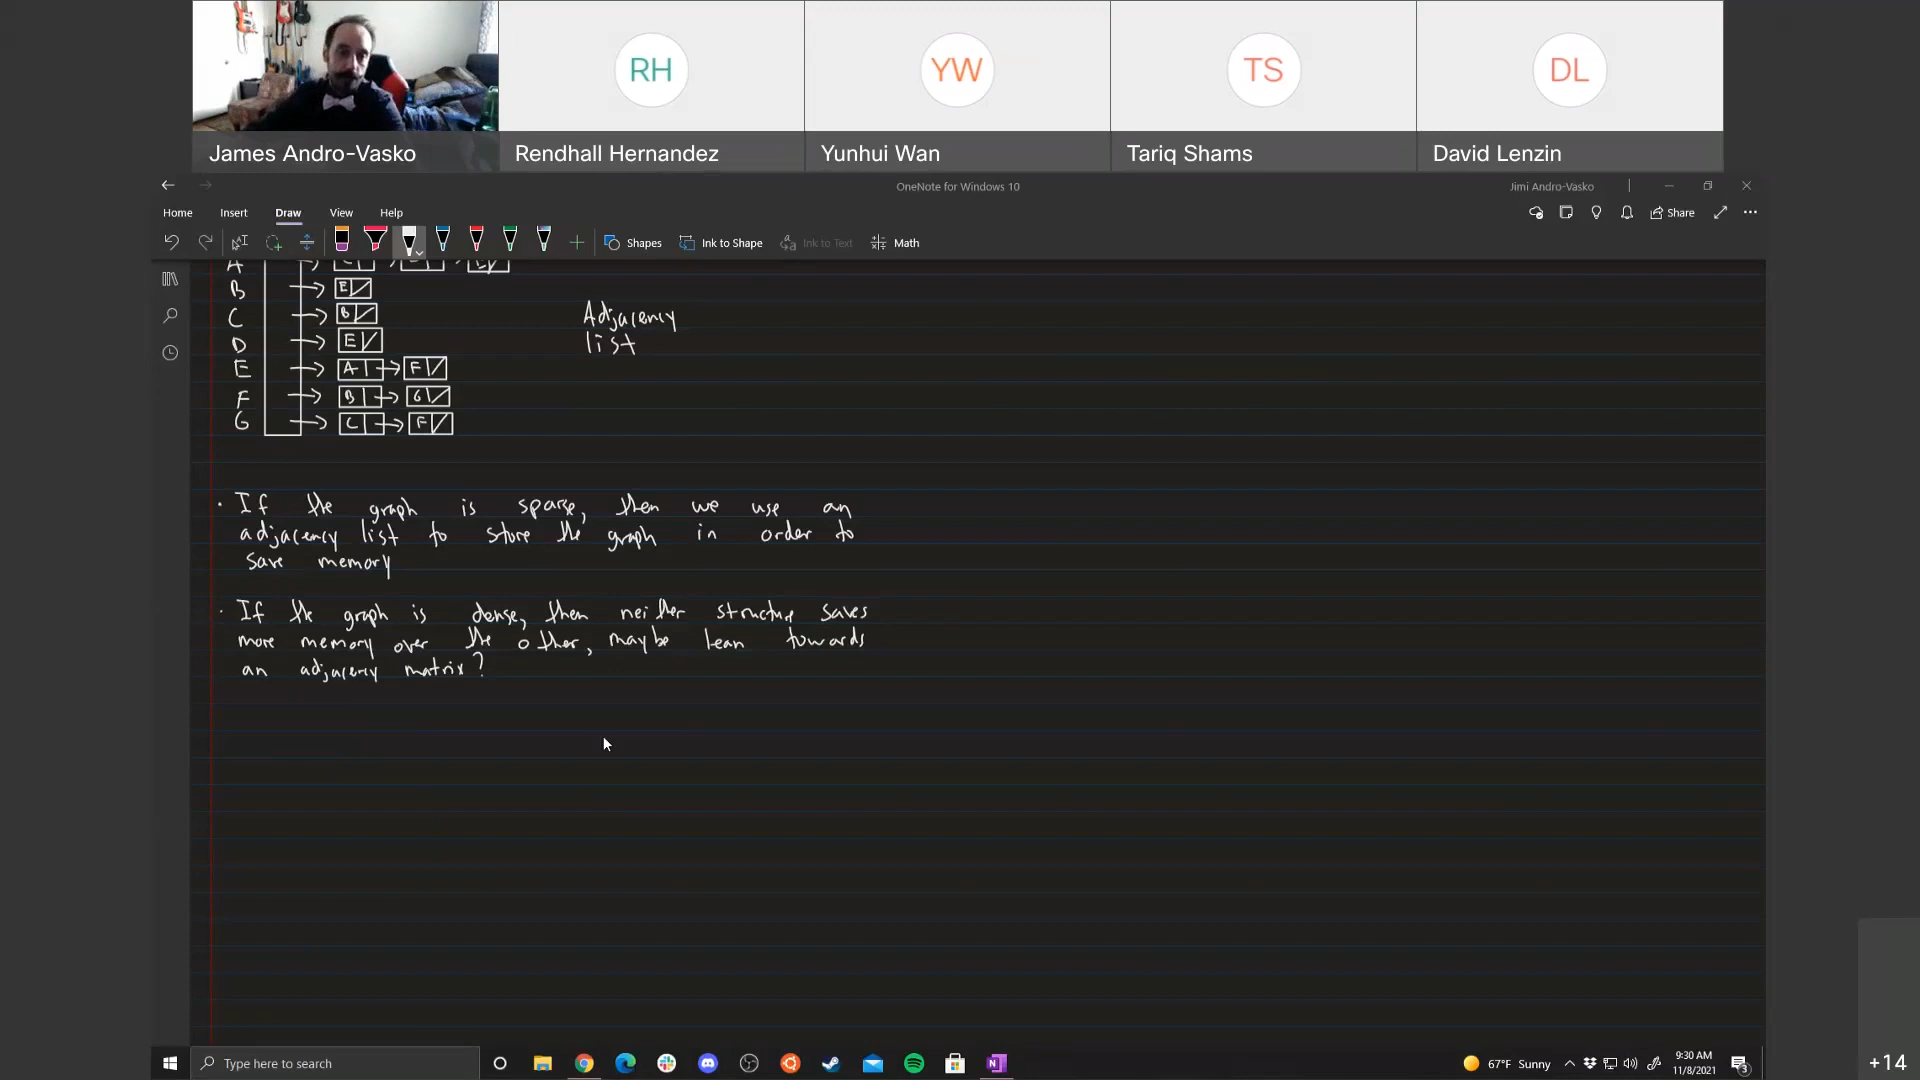 RH
YW
TS
DL
James Andro-Vasko
Rendhall Hernandez
Yunhui Wan
Tariq Shams
David Lenzin
OneNote for Windows 10
Jimi Andro-Vasko
Home Insert Draw View Help
Share
Shapes
Ink to Shape
Ink to Text
Math
A
B E
C B
D E
E A F
F B G
G C F
Adjacency
list
· If the graph is sparse, then we use an
adjacency list to store the graph in order to
save memory
· If the graph is dense, then neither structure saves
more memory over the other, maybe lean towards
an adjacency matrix?
Type here to search
67°F Sunny
9:30 AM
11/8/2021
3
+14